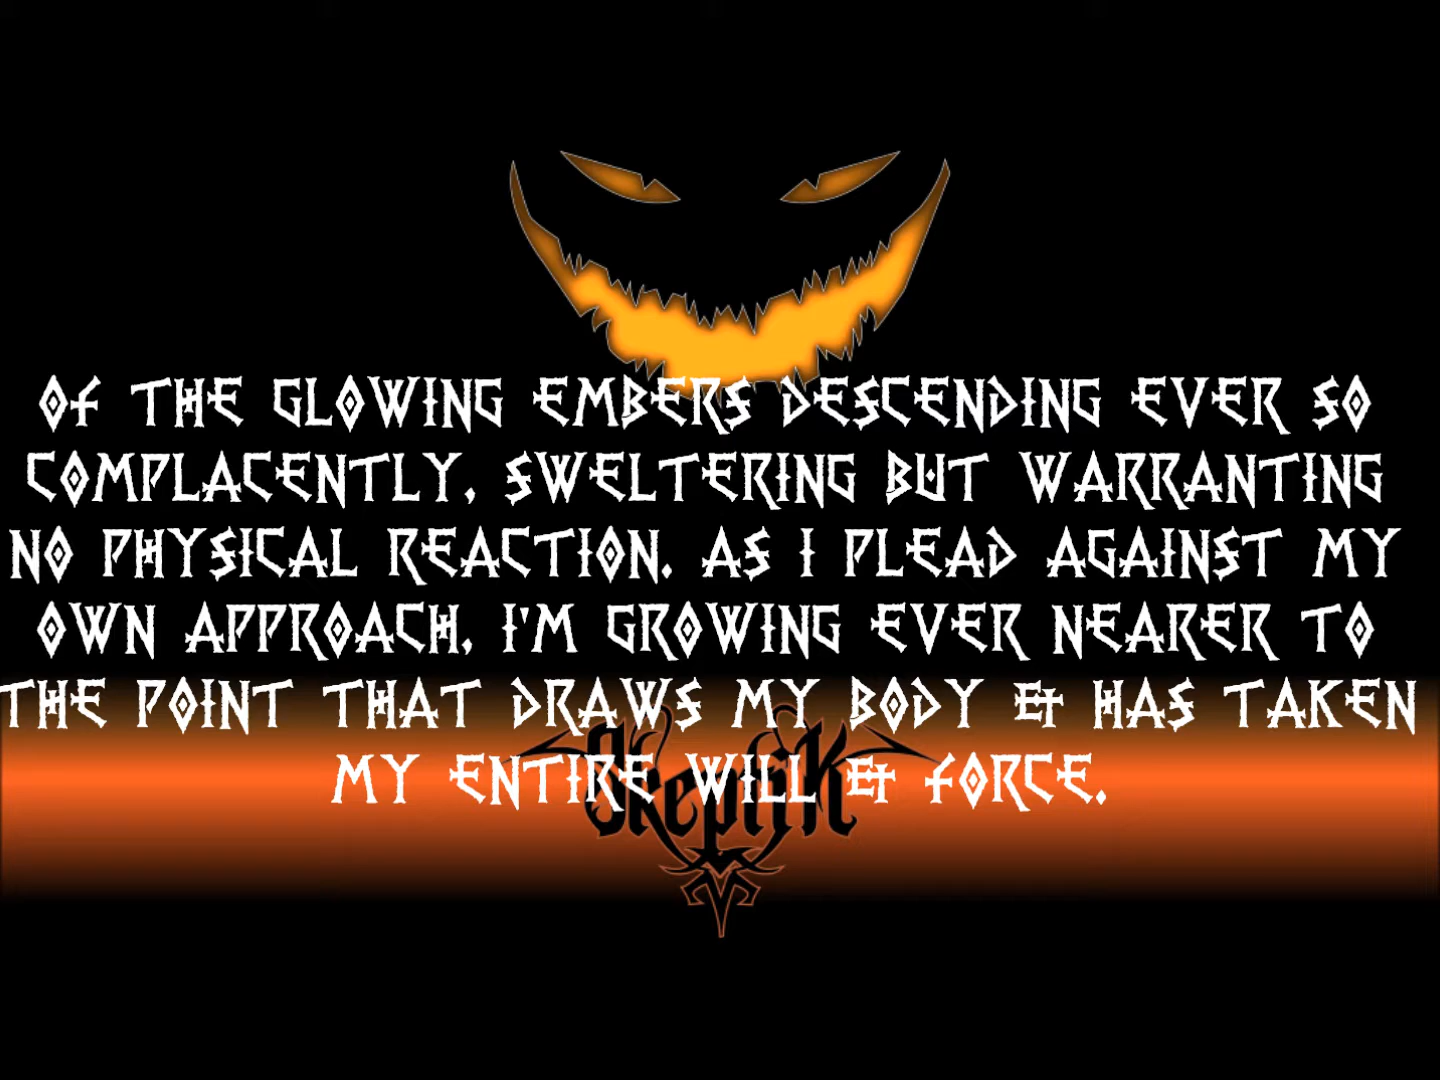 OF THE GLOWING EMBERS DESCENDING EVER SO
COMPLACENTLY, SWELTERING BUT WARRANTING
NO PHYSICAL REACTION. AS I PLEAD AGAINST MY
OWN APPROACH, I'M GROWING EVER NEARER TO
THE POINT THAT DRAWS MY BODY & HAS TAKEN
MY ENTIRE WILL & FORCE.
SkeptiK